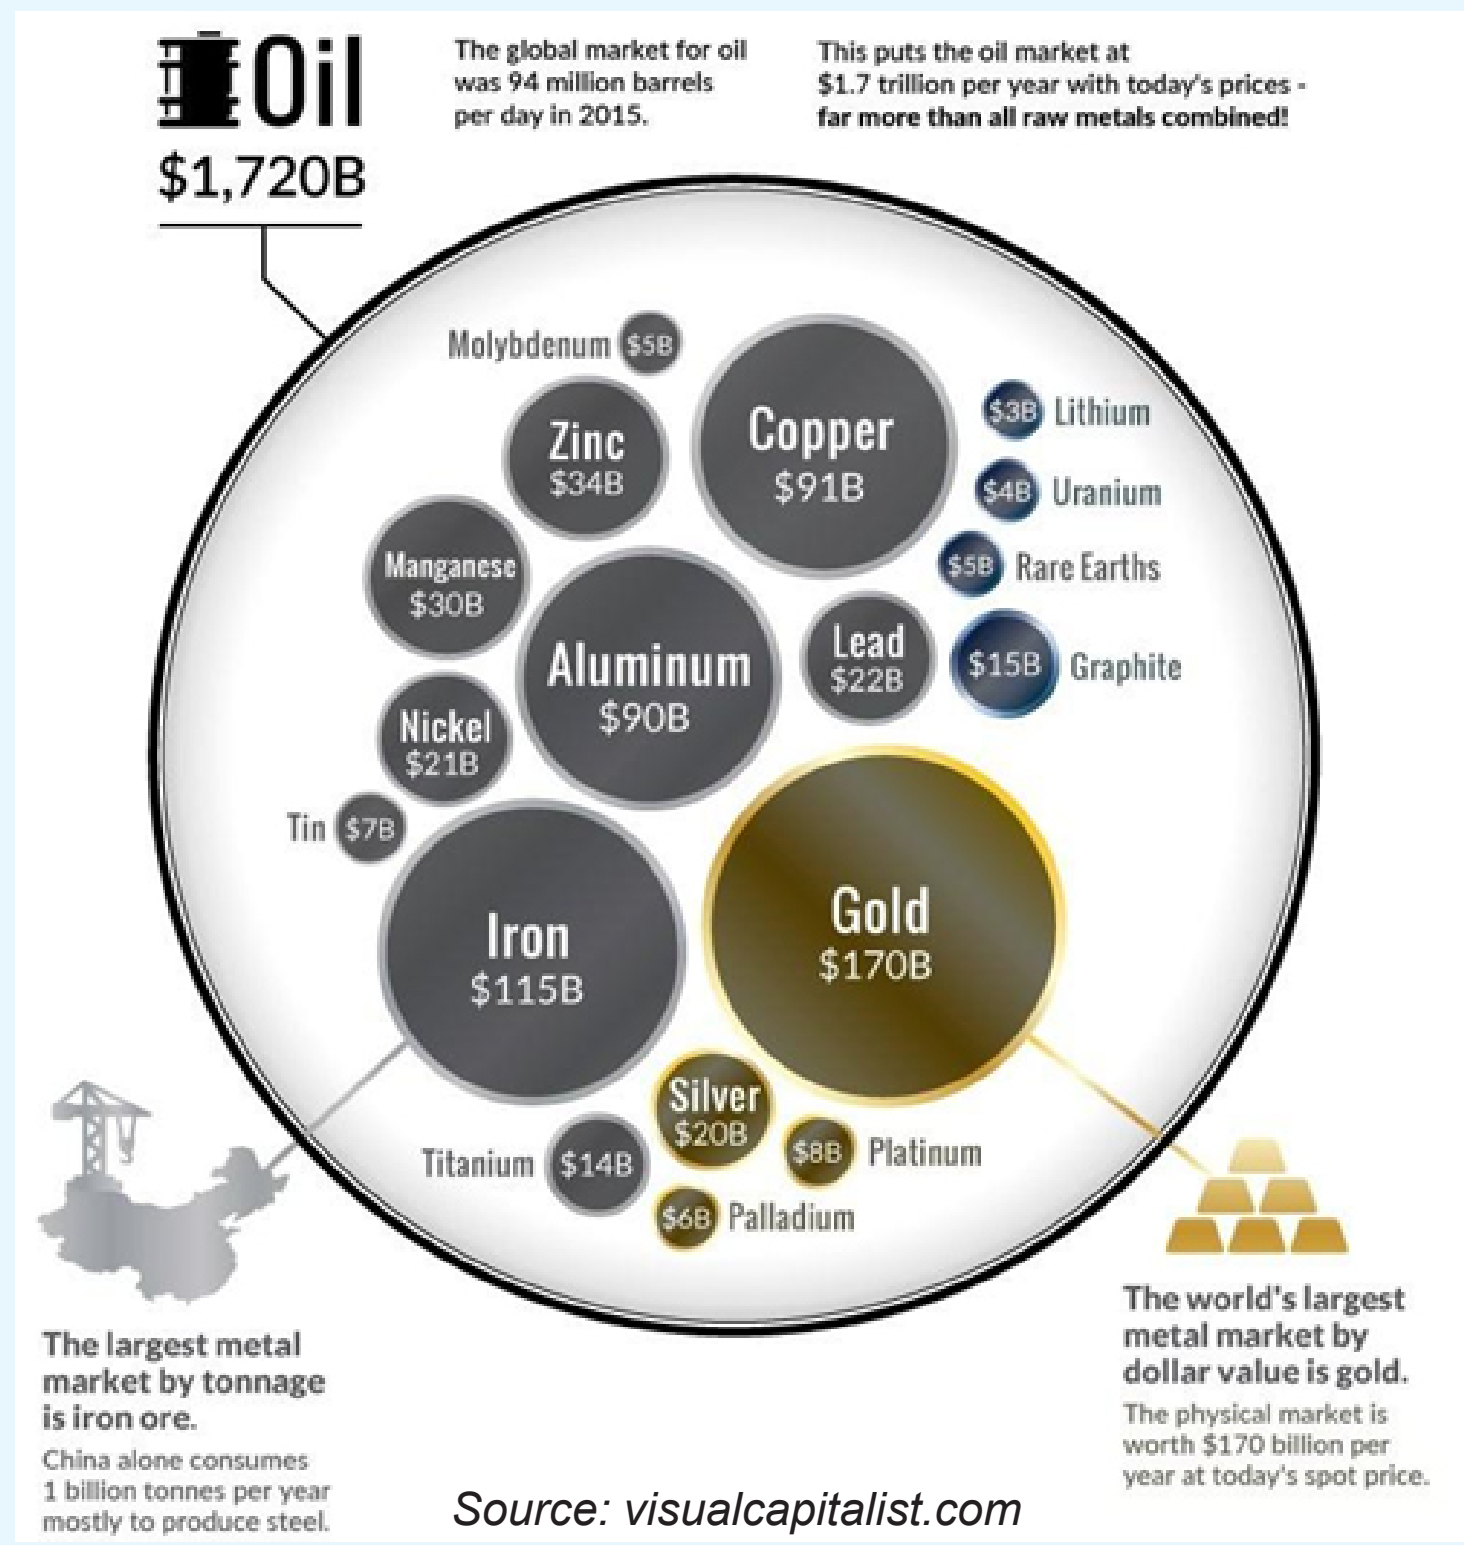 Oil
$1,720B
The global market for oil
was 94 million barrels
per day in 2015.
This puts the oil market at
$1.7 trillion per year with today's prices -
far more than all raw metals combined!
Molybdenum $5B
Zinc
$34B
Copper
$91B
$3B Lithium
$4B Uranium
Manganese
$30B
$5B Rare Earths
Aluminum
$90B
Lead
$22B
$15B Graphite
Nickel
$21B
Tin $7B
Iron
$115B
Gold
$170B
Silver
$20B
Titanium $14B
$8B Platinum
$6B Palladium
The largest metal
market by tonnage
is iron ore.
China alone consumes
1 billion tonnes per year
mostly to produce steel.
The world's largest
metal market by
dollar value is gold.
The physical market is
worth $170 billion per
year at today's spot price.
Source: visualcapitalist.com